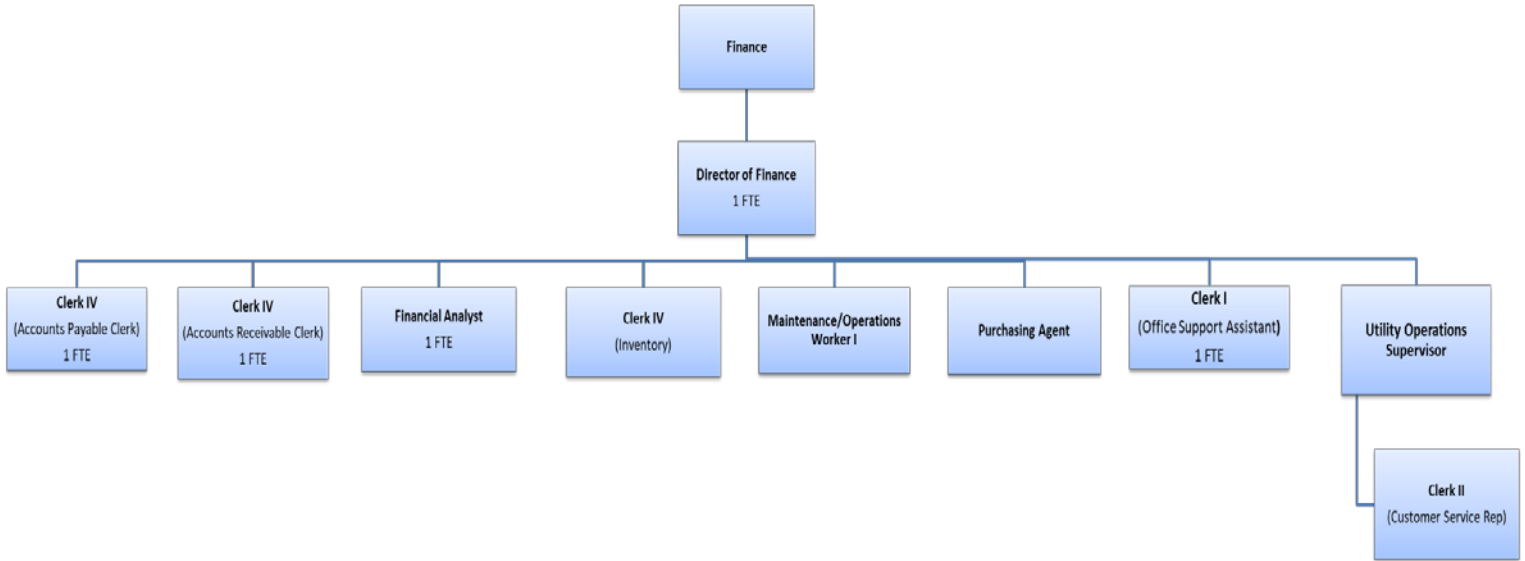 Finance
Director of Finance
1 FTE
Clerk IV
(Accounts Payable Clerk)
1 FTE
Clerk IV
(Accounts Receivable Clerk)
1 FTE
Financial Analyst
1 FTE
Clerk IV
(Inventory)
Maintenance/Operations
Worker I
Purchasing Agent
Clerk I
(Office Support Assistant)
1 FTE
Utility Operations
Supervisor
Clerk II
(Customer Service Rep)